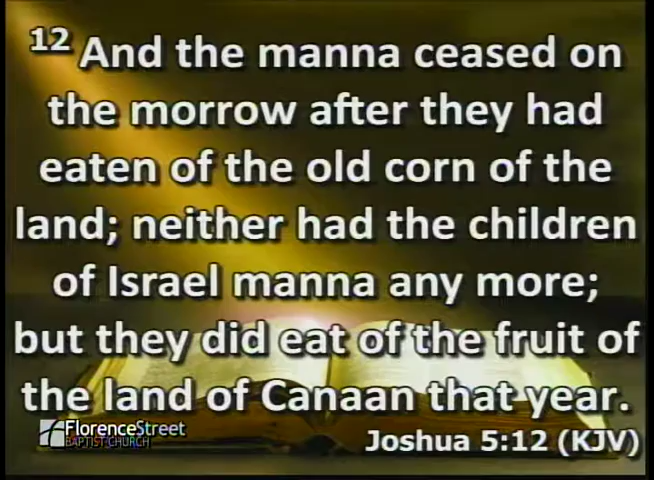 12 And the manna ceased on
the morrow after they had
eaten of the old corn of the
land; neither had the children
of Israel manna any more;
but they did eat of the fruit of
the land of Canaan that year.
FlorenceStreet
BAPTIST CHURCH
Joshua 5:12 (KJV)